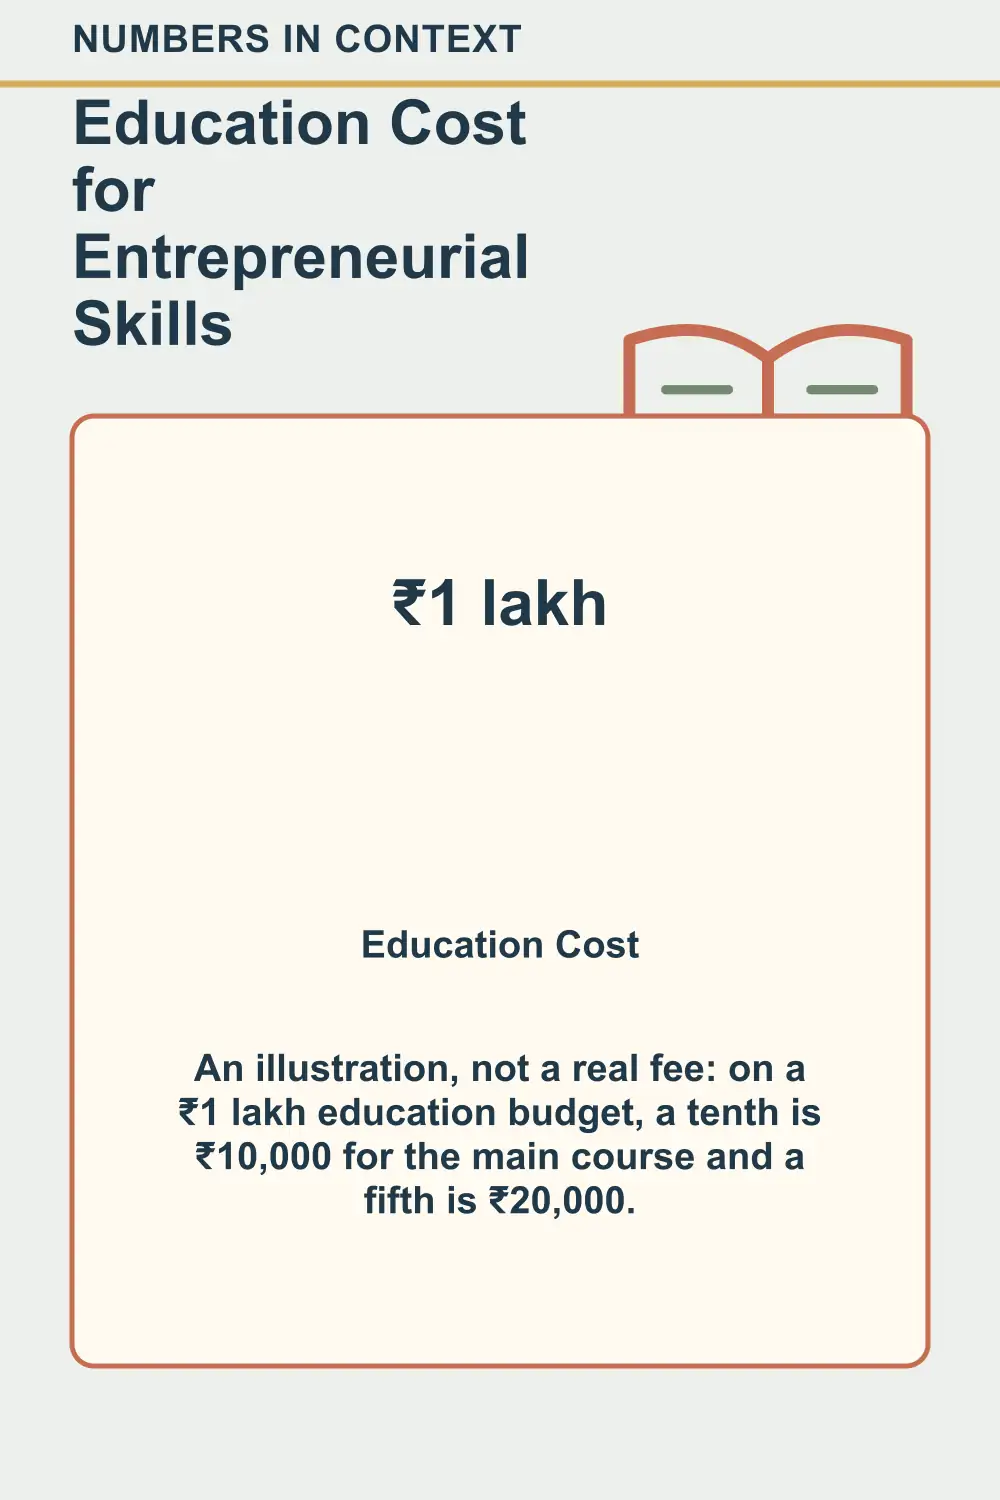 NUMBERS IN CONTEXT
Education Cost
for
Entrepreneurial
Skills
₹1 lakh
Education Cost
An illustration, not a real fee: on a
₹1 lakh education budget, a tenth is
₹10,000 for the main course and a
fifth is ₹20,000.